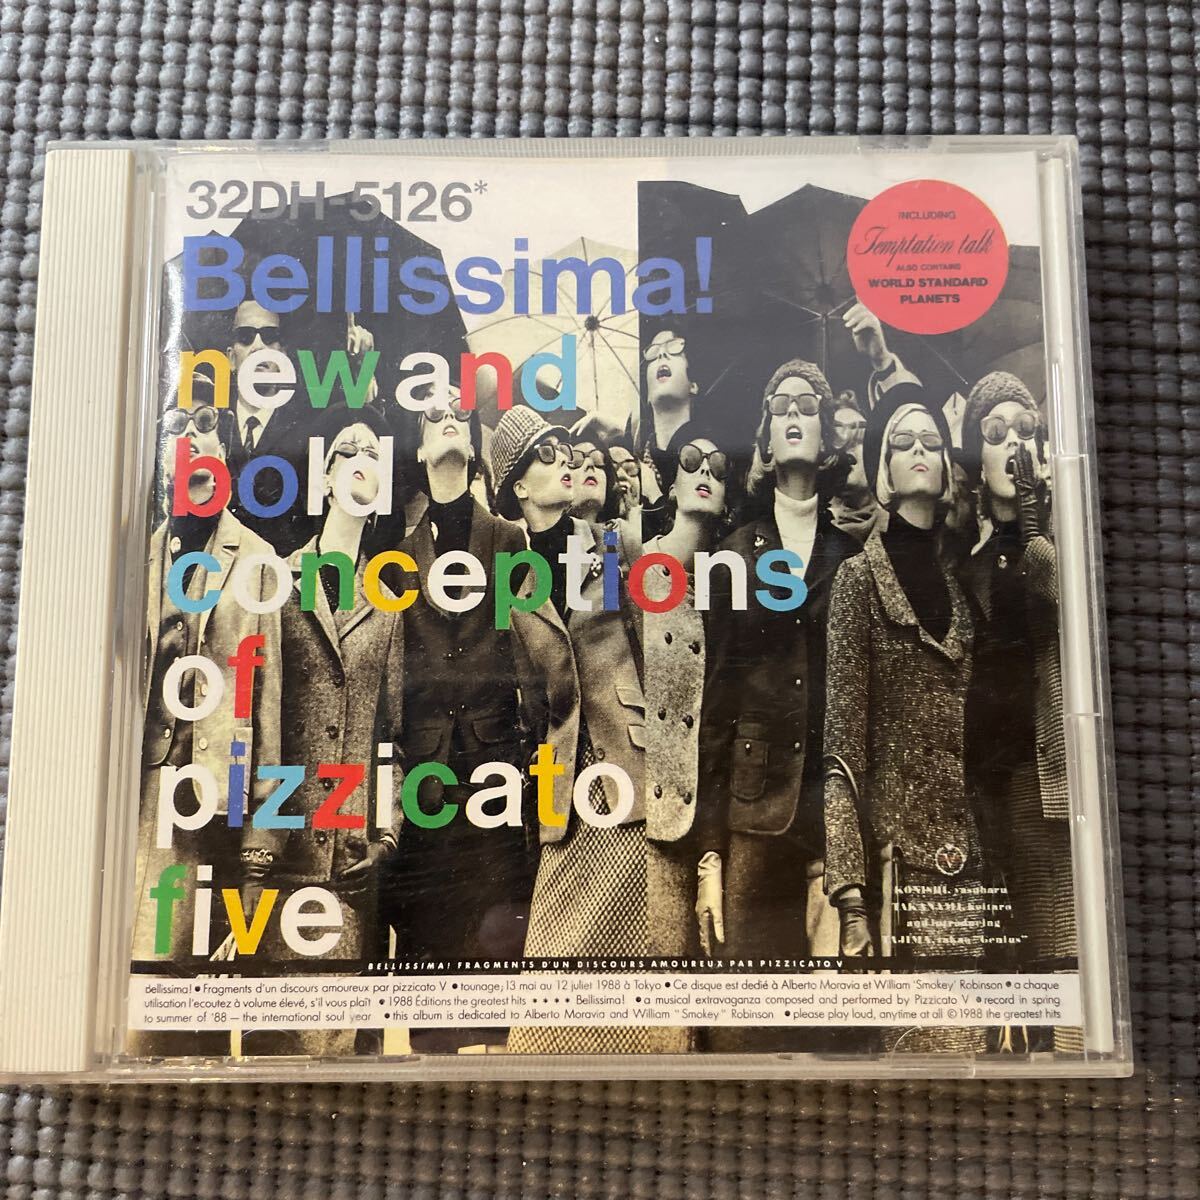 32DH-5126*
Bellissima!
new and
bold
conceptions
of
pizzicato
five
INCLUDING
Temptation talk
ALSO CONTAINS
WORLD STANDARD
PLANETS
KONISHI, yasuharu
TAKANAMI, Keitaro
and introducing
TAJIMA, takao "Genius"
BELLISSIMA! FRAGMENTS D'UN DISCOURS AMOUREUX PAR PIZZICATO V
Bellissima! ● Fragments d'un discours amoureux par pizzicato V ● tounage; 13 mai au 12 juliet 1988 à Tokyo ● Ce disque est dedié à Alberto Moravia et William 'Smokey' Robinson ● a chaque
utilisation l'ecoutez à volume élevé, s'il vous plaît ● 1988 Éditions the greatest hits * * * * Bellissima! ● a musical extravaganza composed and performed by Pizzicato V ● record in spring
to summer of '88 — the international soul year ● this album is dedicated to Alberto Moravia and William "Smokey" Robinson ● please play loud, anytime at all © 1988 the greatest hits